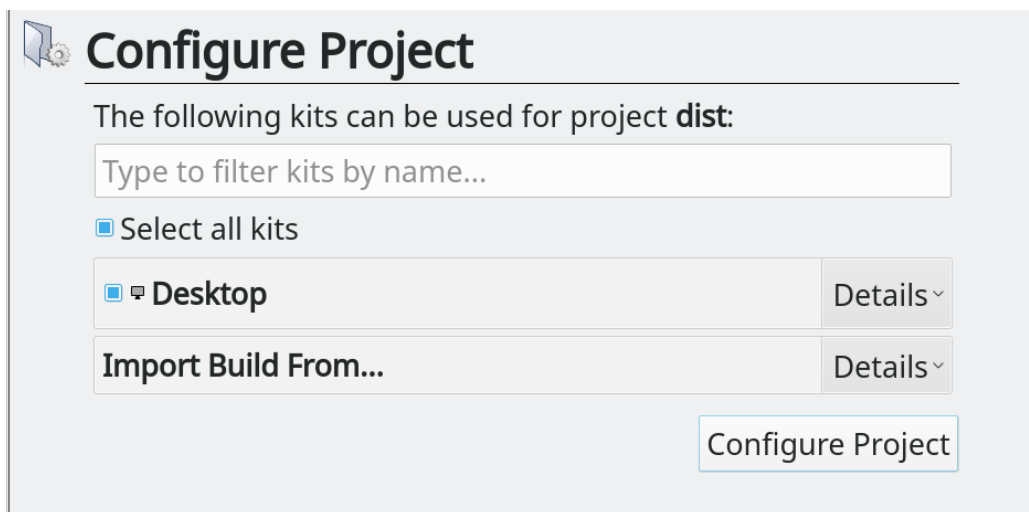 Configure Project
The following kits can be used for project dist:
Type to filter kits by name...
Select all kits
Desktop
Details
Import Build From...
Details
Configure Project